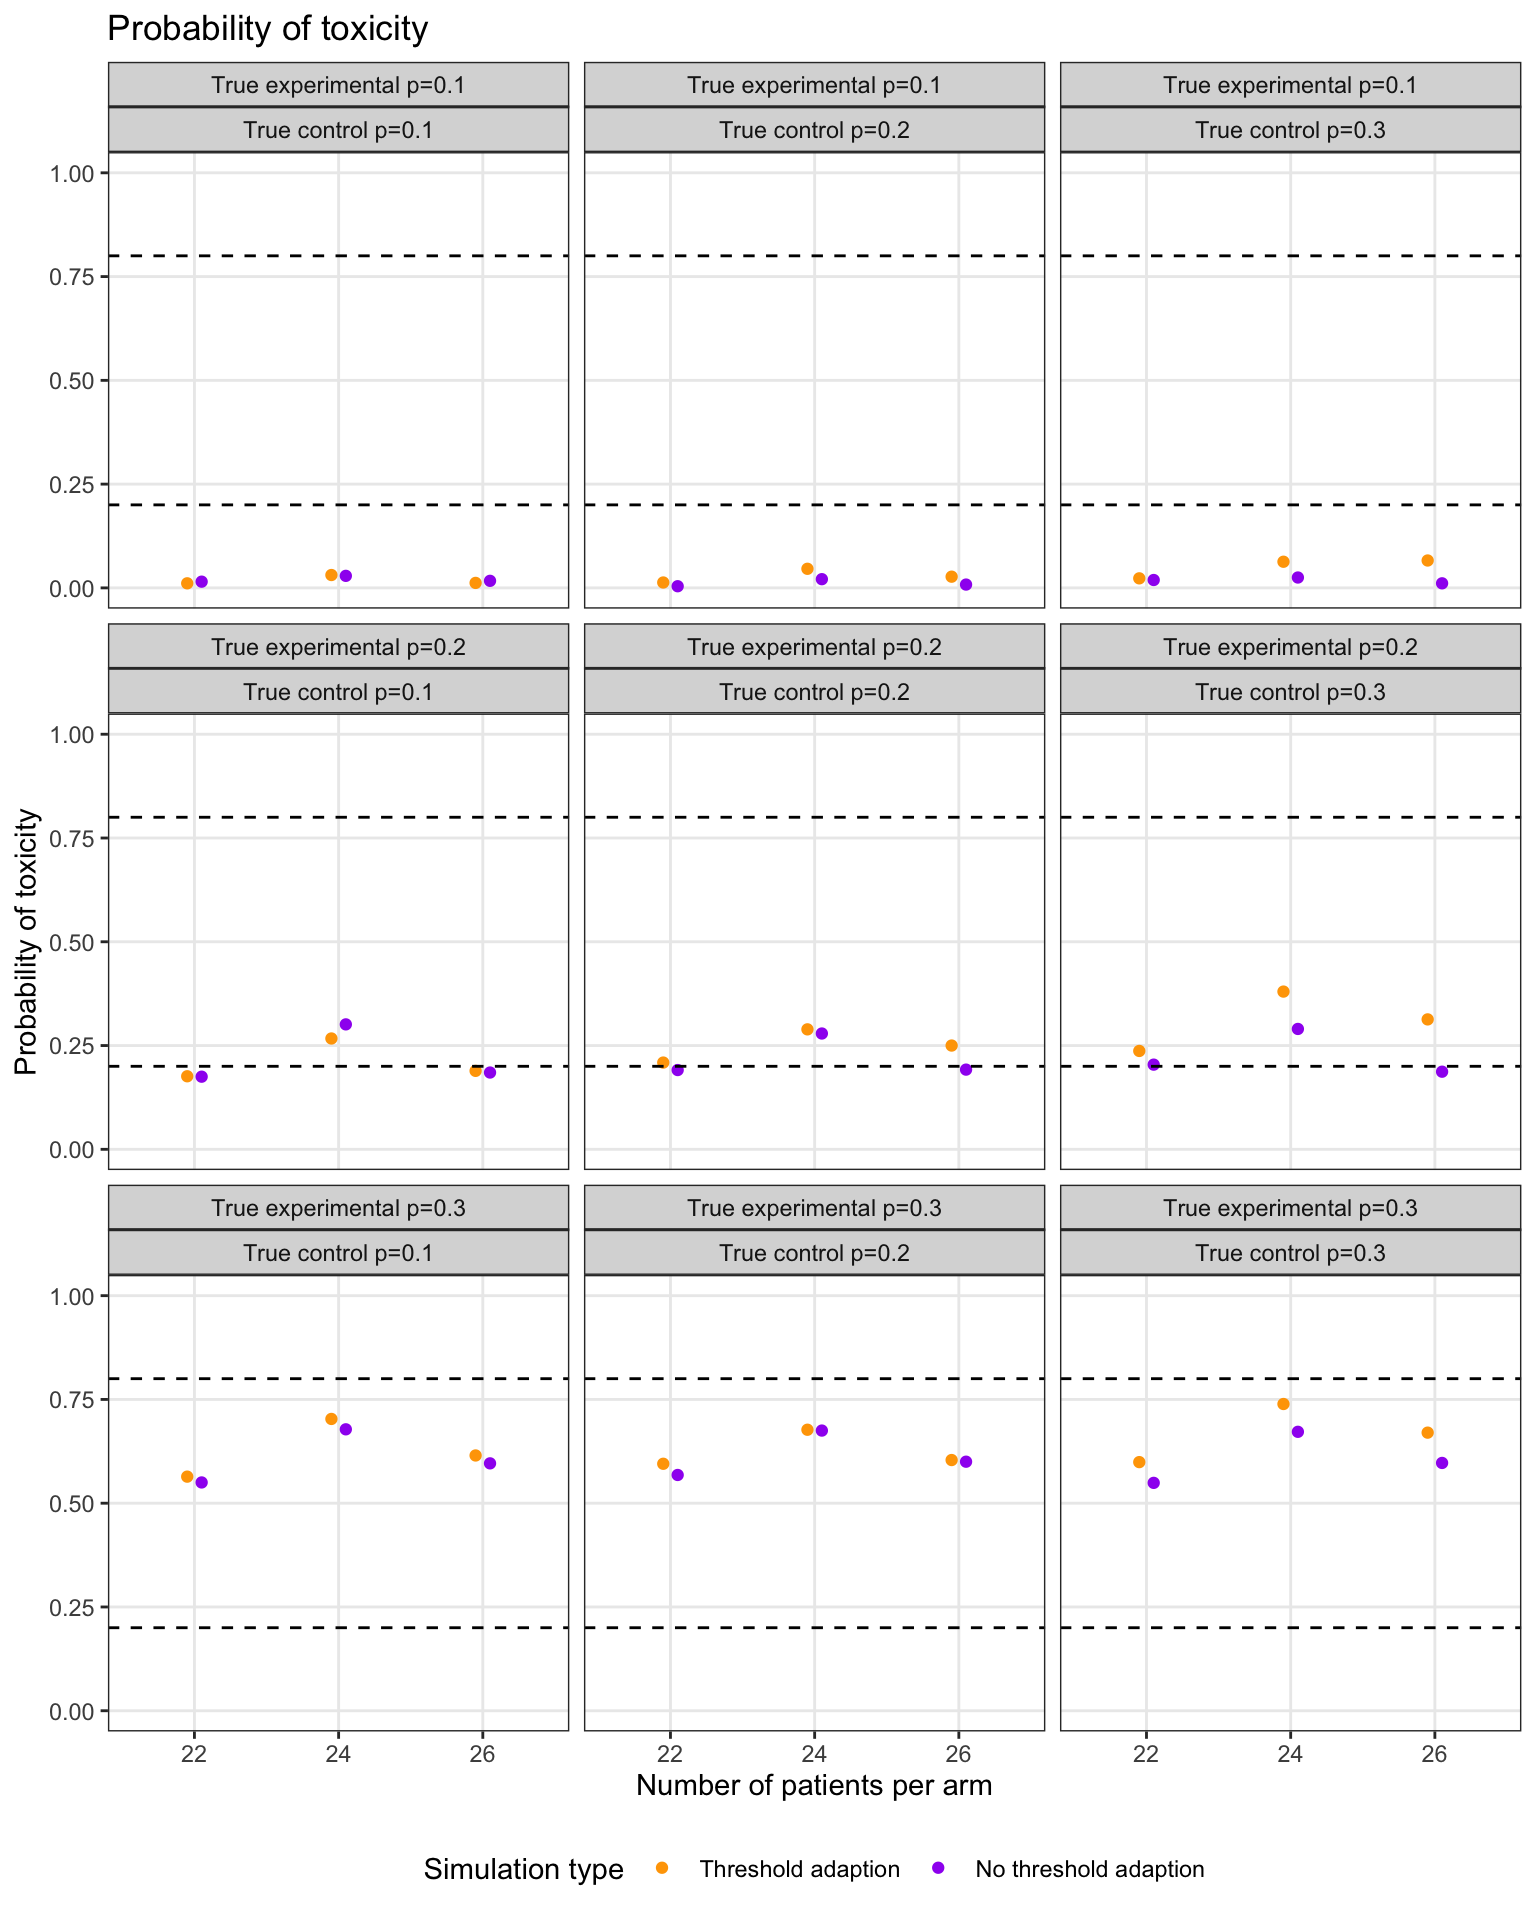 Probability of toxicity
True experimental p=0.1
True experimental p=0.1
True experimental p=0.1
True control p=0.1
True control p=0.2
True control p=0.3
1.00
0.75
0.50
0.25
0.00
True experimental p=0.2
True experimental p=0.2
True experimental p=0.2
True control p=0.1
True control p=0.2
True control p=0.3
1.00
0.75
0.50
0.25
0.00
Probability of toxicity
True experimental p=0.3
True experimental p=0.3
True experimental p=0.3
True control p=0.1
True control p=0.2
True control p=0.3
1.00
0.75
0.50
0.25
0.00
22 24 26
22 24 26
22 24 26
Number of patients per arm
Simulation type Threshold adaption No threshold adaption